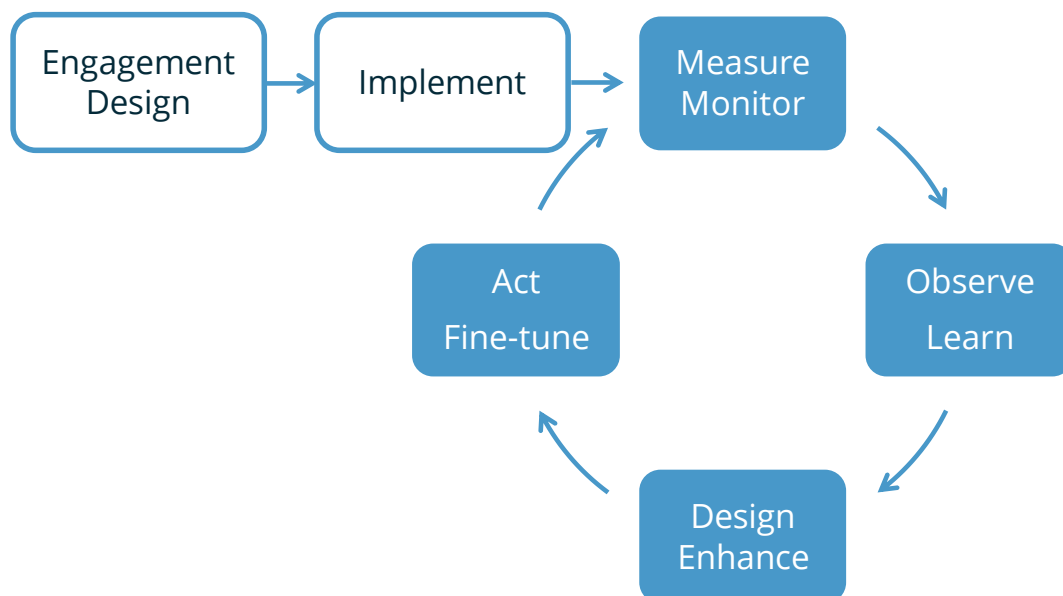 Engagement
Design
Implement
Measure
Monitor
Observe
Learn
Design
Enhance
Act
Fine-tune